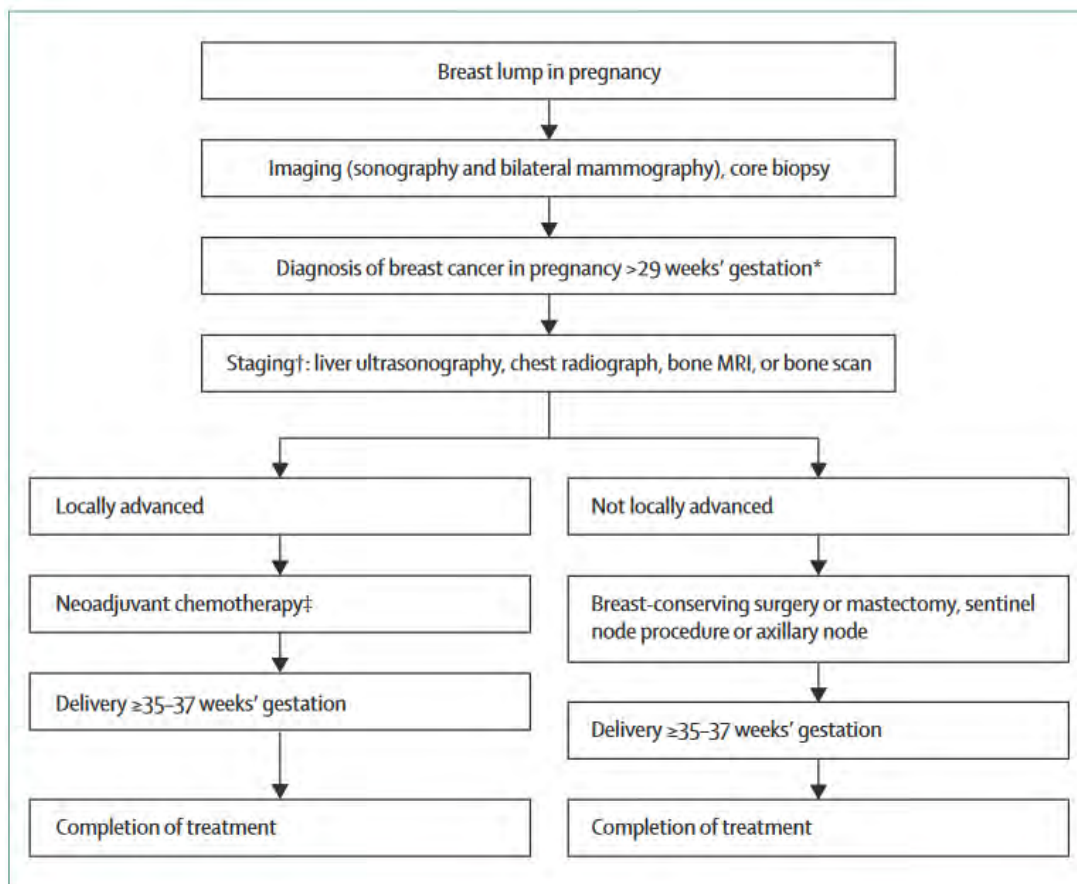 Breast lump in pregnancy
Imaging (sonography and bilateral mammography), core biopsy
Diagnosis of breast cancer in pregnancy >29 weeks' gestation*
Staging†: liver ultrasonography, chest radiograph, bone MRI, or bone scan
Locally advanced
Neoadjuvant chemotherapy‡
Delivery ≥35–37 weeks' gestation
Completion of treatment
Not locally advanced
Breast-conserving surgery or mastectomy, sentinel
node procedure or axillary node
Delivery ≥35–37 weeks' gestation
Completion of treatment